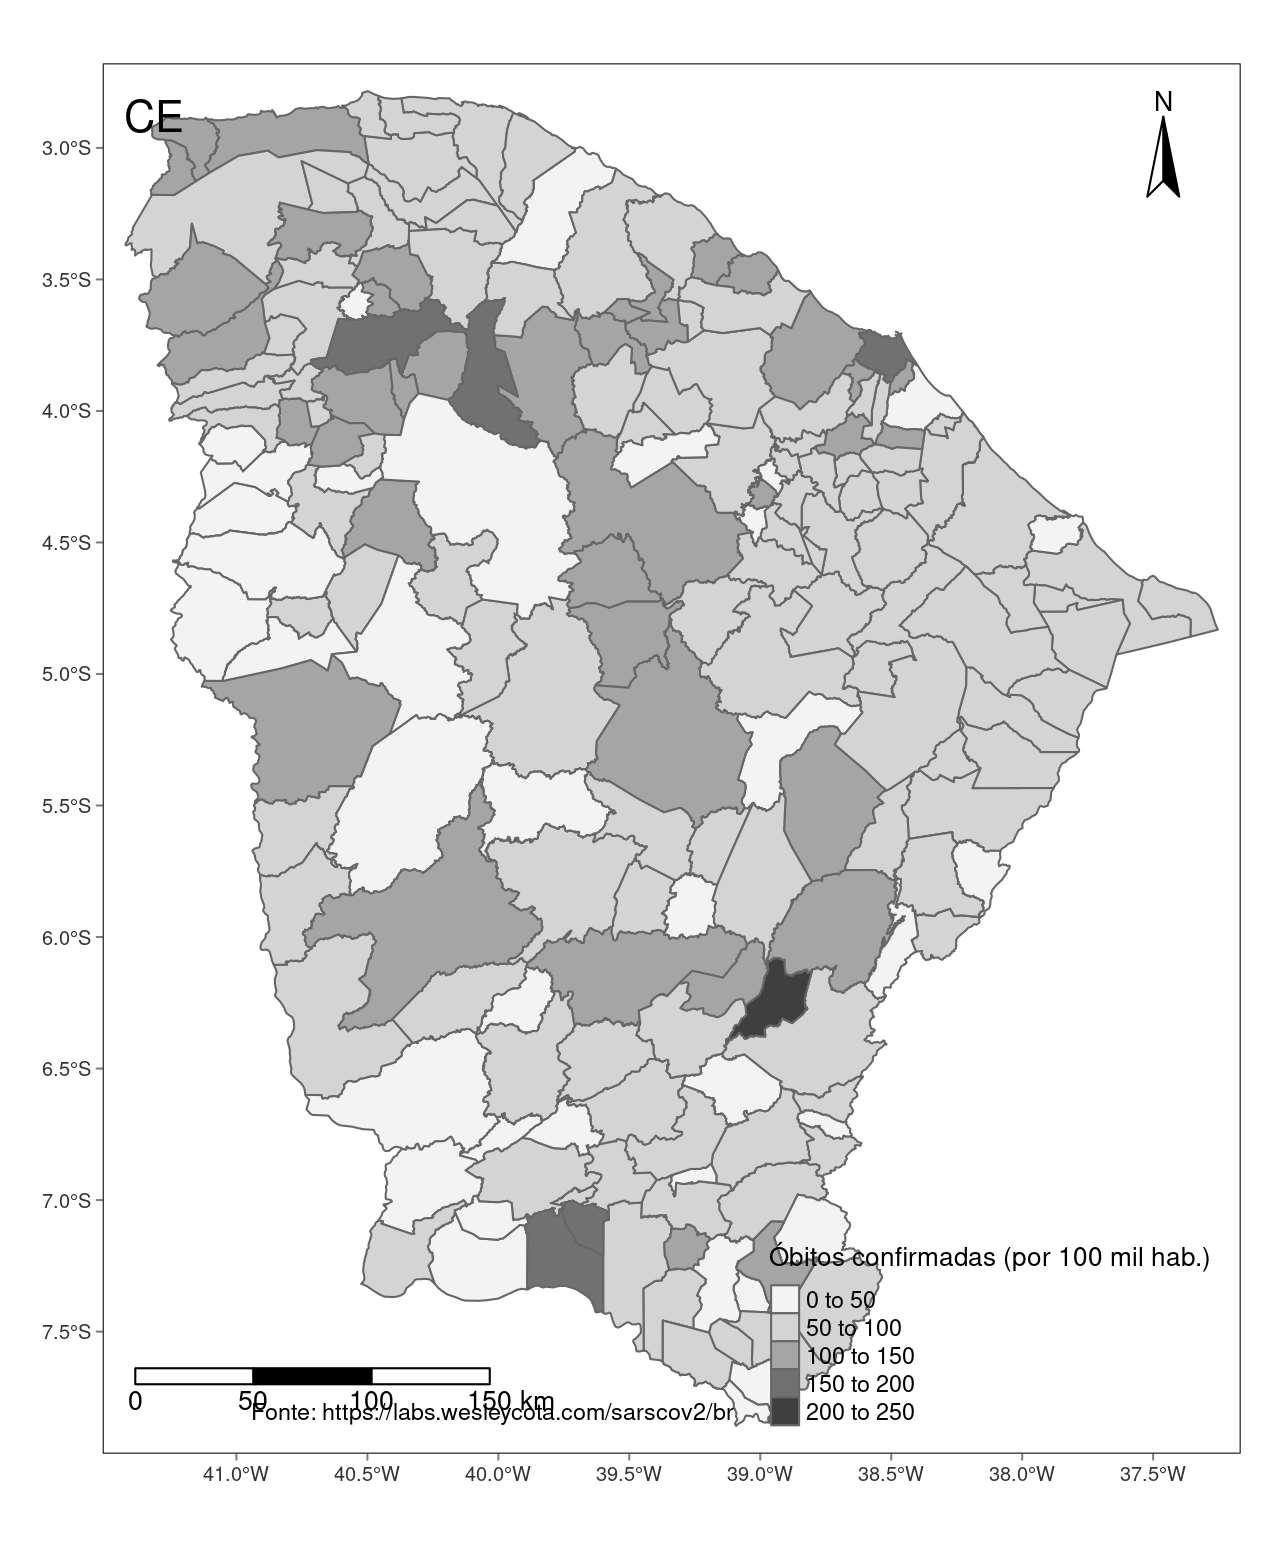 CE
N
3.0°S
3.5°S
4.0°S
4.5°S
5.0°S
5.5°S
6.0°S
6.5°S
7.0°S
7.5°S
Óbitos confirmadas (por 100 mil hab.)
0 to 50
50 to 100
100 to 150
150 to 200
200 to 250
0 50 100 150 km
Fonte: https://labs.wesleycota.com/sarscov2/br
41.0°W 40.5°W 40.0°W 39.5°W 39.0°W 38.5°W 38.0°W 37.5°W